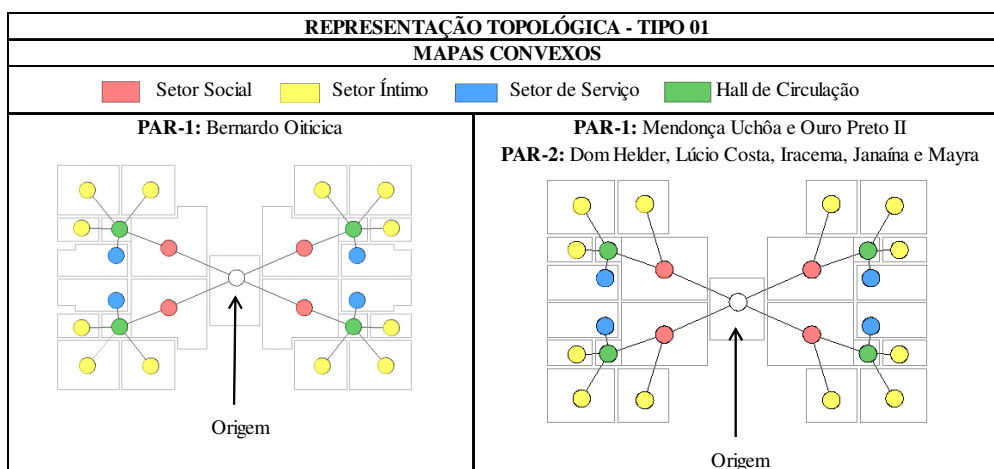 REPRESENTAÇÃO TOPOLÓGICA - TIPO 01
MAPAS CONVEXOS
Setor Social Setor Íntimo Setor de Serviço Hall de Circulação
PAR-1: Bernardo Oiticica
Origem
PAR-1: Mendonça Uchôa e Ouro Preto II
PAR-2: Dom Helder, Lúcio Costa, Iracema, Janaína e Mayra
Origem